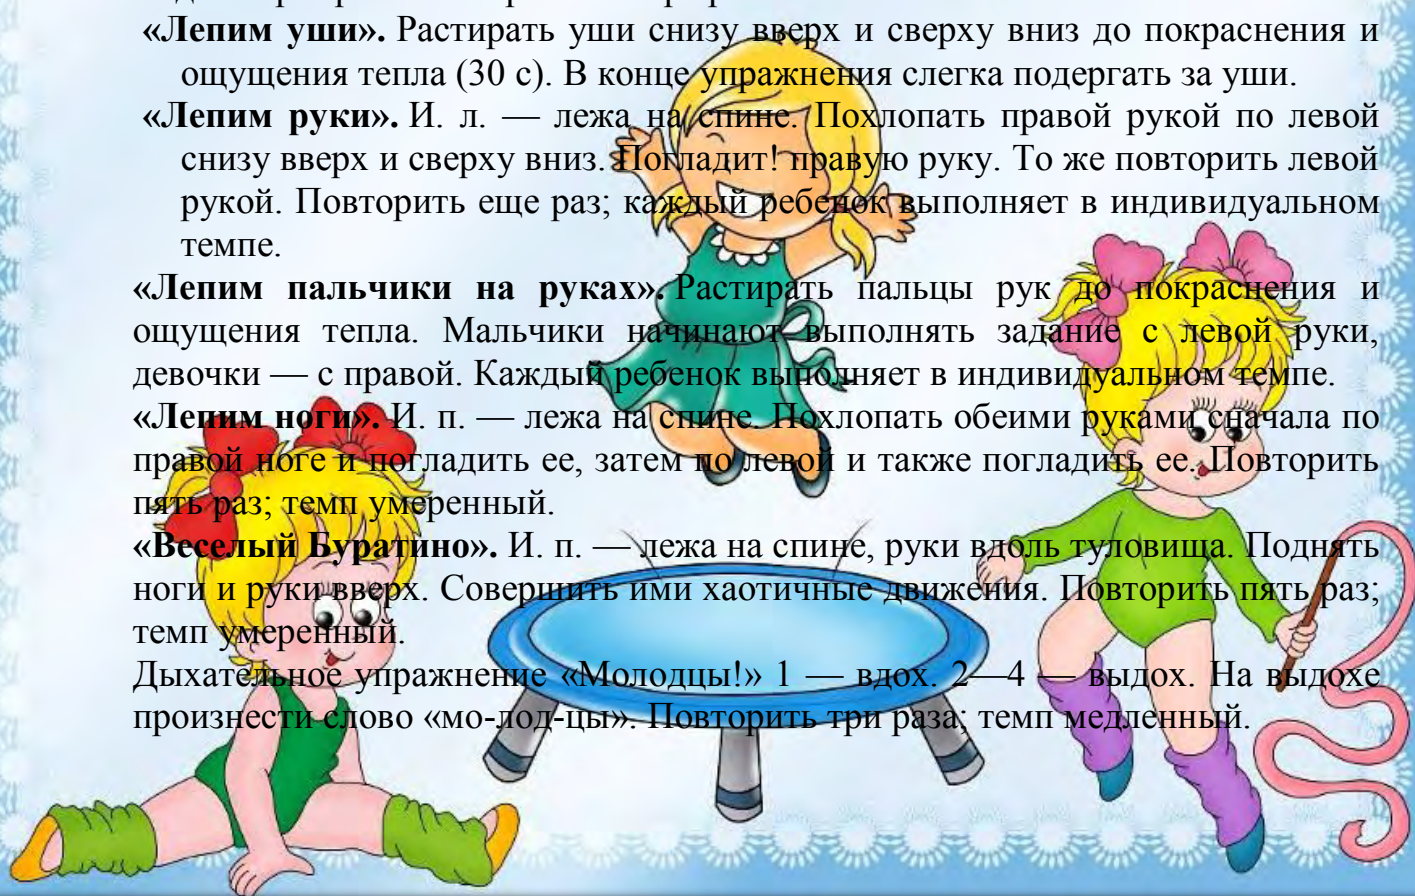 «Лепим уши». Растирать уши снизу вверх и сверху вниз до покраснения и
ощущения тепла (30 с). В конце упражнения слегка подергать за уши.
«Лепим руки». И. л. — лежа на спине. Похлопать правой рукой по левой
снизу вверх и сверху вниз. Погладит! правую руку. То же повторить левой
рукой. Повторить еще раз; каждый ребенок выполняет в индивидуальном
темпе.
«Лепим пальчики на руках». Растирать пальцы рук до покраснения и
ощущения тепла. Мальчики начинают выполнять задание с левой руки,
девочки — с правой. Каждый ребенок выполняет в индивидуальном темпе.
«Лепим ноги». И. п. — лежа на спине. Похлопать обеими руками сначала по
правой ноге и погладить ее, затем по левой и также погладить ее. Повторить
пять раз; темп умеренный.
«Веселый Буратино». И. п. — лежа на спине, руки вдоль туловища. Поднять
ноги и руки вверх. Совершить ими хаотичные движения. Повторить пять раз;
темп умеренный.
Дыхательное упражнение «Молодцы!» 1 — вдох. 2—4 — выдох. На выдохе
произнести слово «мо-лод-цы». Повторить три раза; темп медленный.